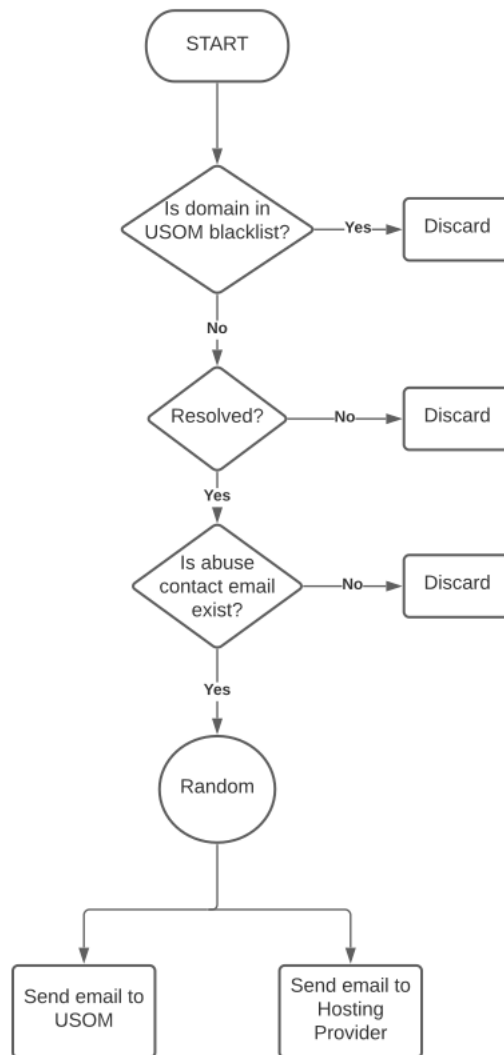 START
Is domain in
USOM blacklist?
Yes
Discard
No
Resolved?
No
Discard
Yes
Is abuse
contact email
exist?
No
Discard
Yes
Random
Send email to
USOM
Send email to
Hosting
Provider